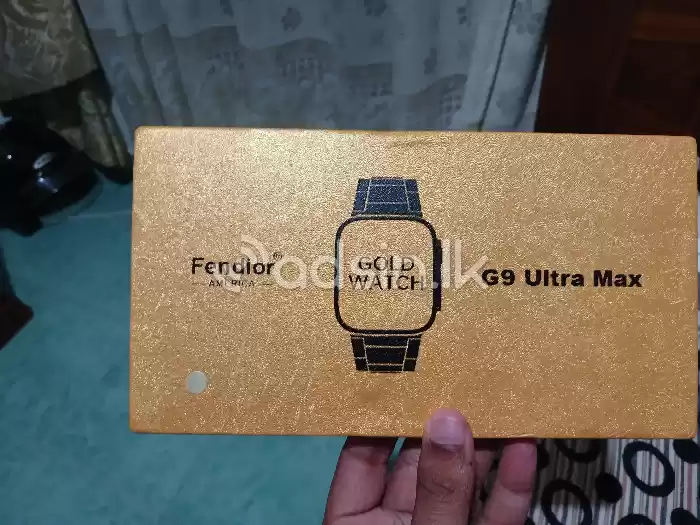 Fendior
AMERICA
GOLD
WATCH
G9 Ultra Max